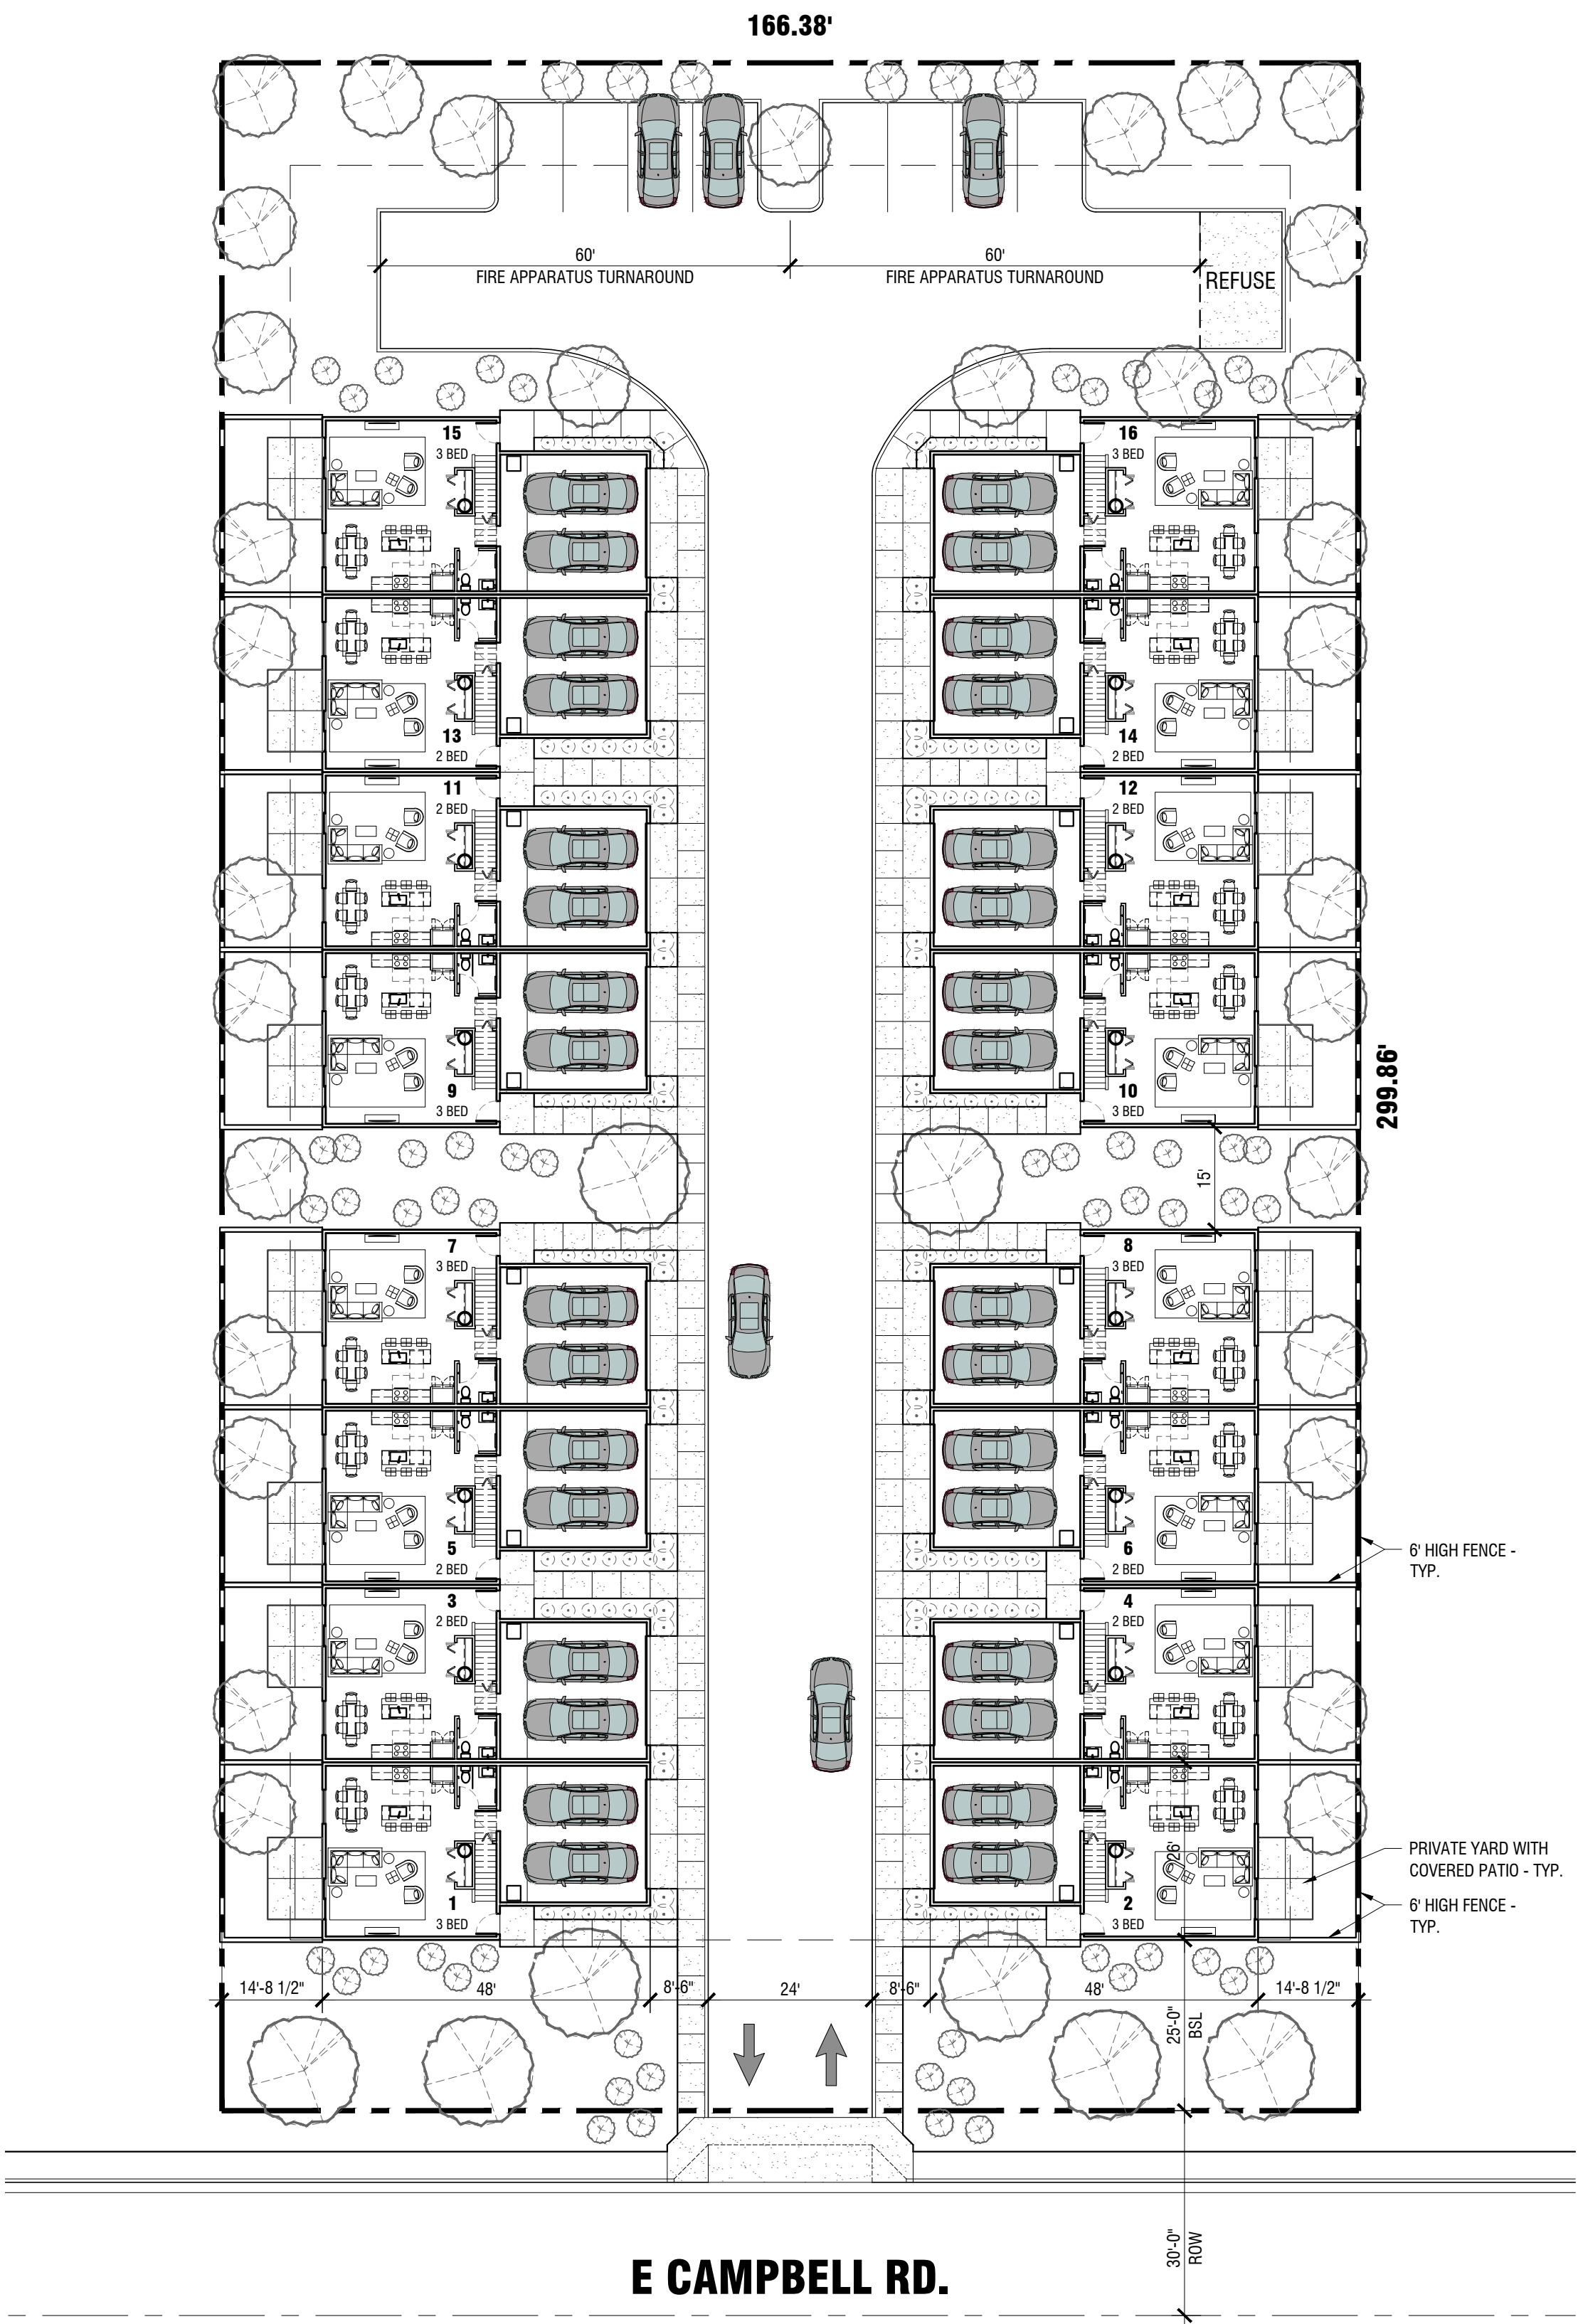 166.38'
60'
FIRE APPARATUS TURNAROUND
60'
FIRE APPARATUS TURNAROUND
REFUSE
15
3 BED
16
3 BED
13
2 BED
14
2 BED
11
2 BED
12
2 BED
9
3 BED
10
3 BED
299.86'
15'
7
3 BED
8
3 BED
5
2 BED
6
2 BED
6' HIGH FENCE -
TYP.
3
2 BED
4
2 BED
26'
PRIVATE YARD WITH
COVERED PATIO - TYP.
1
3 BED
2
3 BED
6' HIGH FENCE -
TYP.
14'-8 1/2"
48'
8'-6"
24'
8'-6"
48'
14'-8 1/2"
25'-0"
BSL
30'-0"
ROW
E CAMPBELL RD.